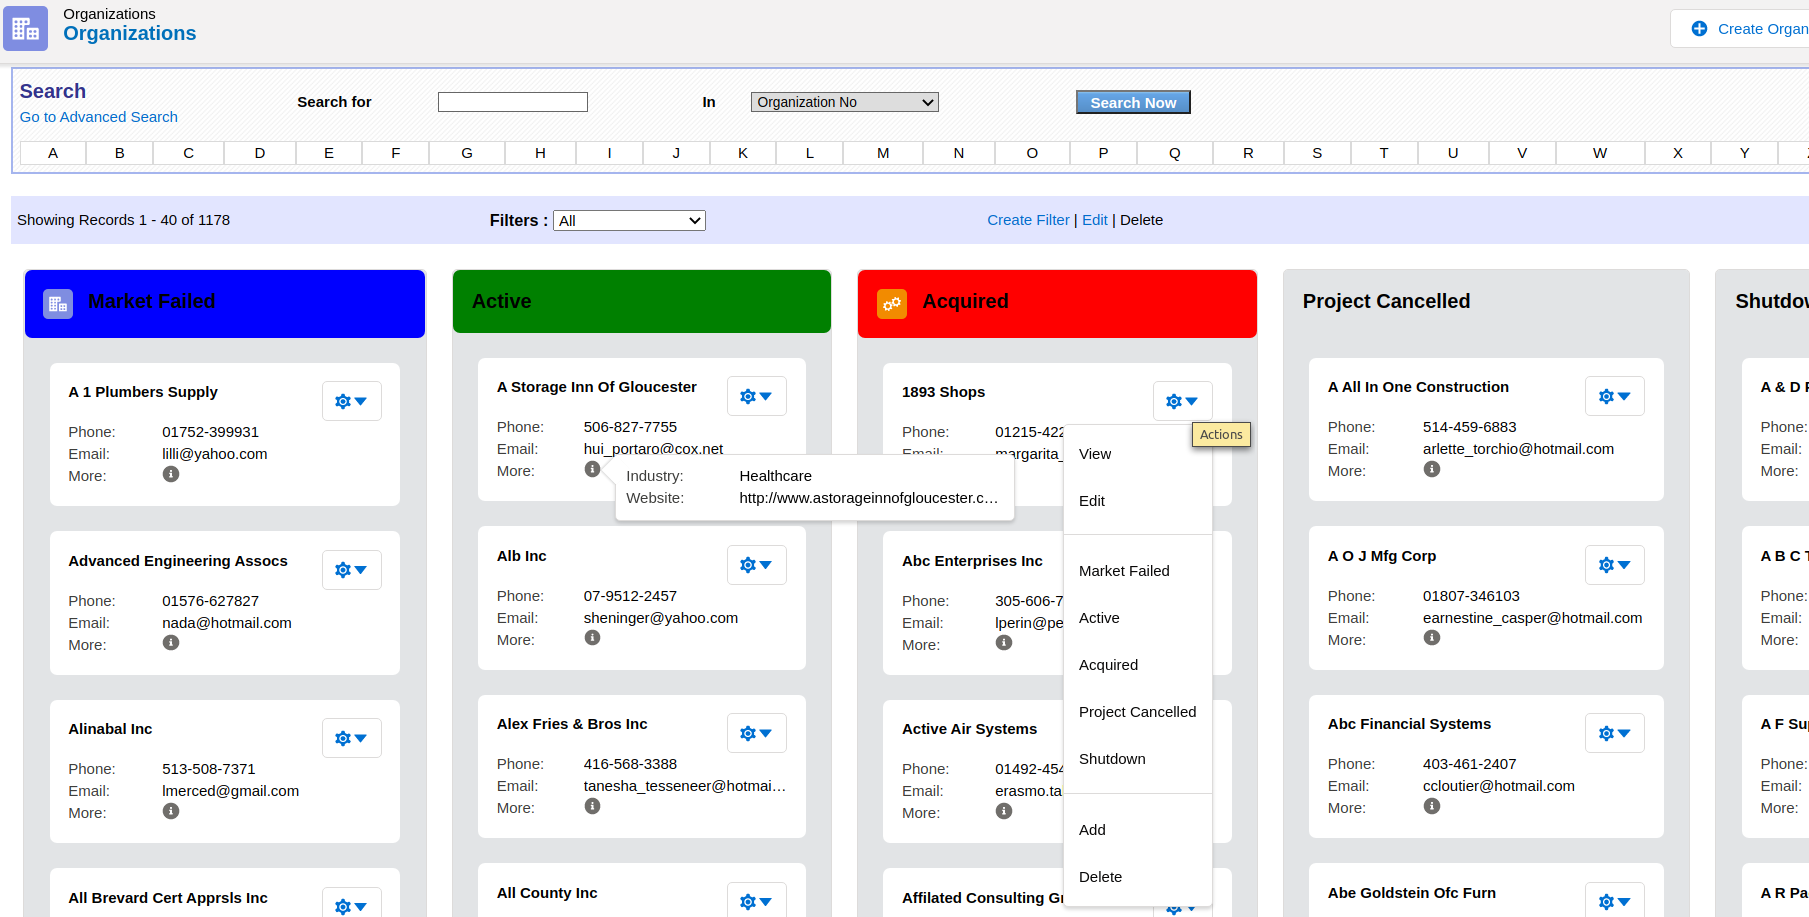 Organizations
Organizations
Create Organ
Search
Go to Advanced Search
Search for
In
Organization No
Search Now
A B C D E F G H I J K L M N O P Q R S T U V W X Y
Showing Records 1 - 40 of 1178
Filters :
All
Create Filter | Edit | Delete
Market Failed
A 1 Plumbers Supply
Phone: 01752-399931
Email: lilli@yahoo.com
More:
Advanced Engineering Assocs
Phone: 01576-627827
Email: nada@hotmail.com
More:
Alinabal Inc
Phone: 513-508-7371
Email: lmerced@gmail.com
More:
All Brevard Cert Apprsls Inc
Active
A Storage Inn Of Gloucester
Phone: 506-827-7755
Email: hui_portaro@cox.net
More:
Industry: Healthcare
Website: http://www.astorageinnofgloucester.c...
Alb Inc
Phone: 07-9512-2457
Email: sheninger@yahoo.com
More:
Alex Fries & Bros Inc
Phone: 416-568-3388
Email: tanesha_tesseneer@hotmai...
More:
All County Inc
Acquired
1893 Shops
Phone: 01215-422
Email: margarita_
Abc Enterprises Inc
Phone: 305-606-7
Email: lperin@pe
More:
Active Air Systems
Phone: 01492-454
Email: erasmo.ta
More:
Affilated Consulting Gr
Actions
View
Edit
Market Failed
Active
Acquired
Project Cancelled
Shutdown
Add
Delete
Project Cancelled
A All In One Construction
Phone: 514-459-6883
Email: arlette_torchio@hotmail.com
More:
A O J Mfg Corp
Phone: 01807-346103
Email: earnestine_casper@hotmail.com
More:
Abc Financial Systems
Phone: 403-461-2407
Email: ccloutier@hotmail.com
More:
Abe Goldstein Ofc Furn
Shutdow
A & D
Phone:
Email:
More:
A B C
Phone:
Email:
More:
A F Su
Phone:
Email:
More:
A R Pa